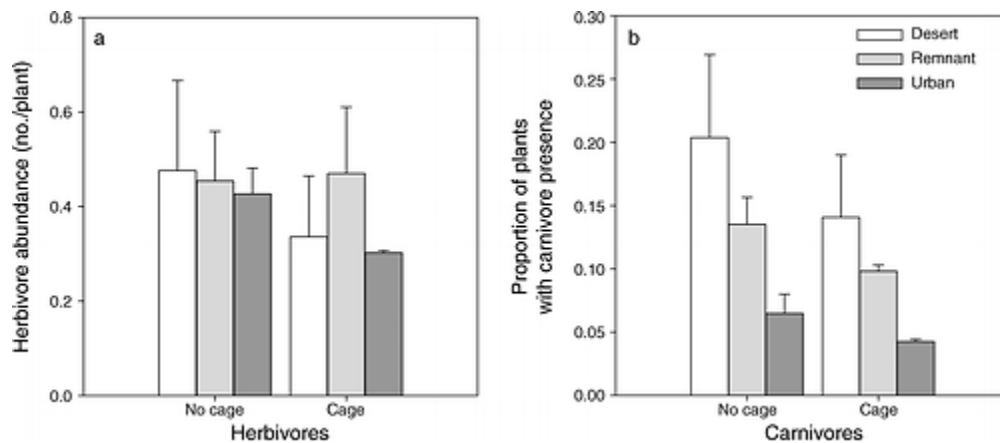 a
Herbivore abundance (no./plant)
0.8
0.6
0.4
0.2
0.0
No cage
Cage
Herbivores
b
Proportion of plants
with carnivore presence
0.30
0.25
0.20
0.15
0.10
0.05
0.00
Desert
Remnant
Urban
No cage
Cage
Carnivores